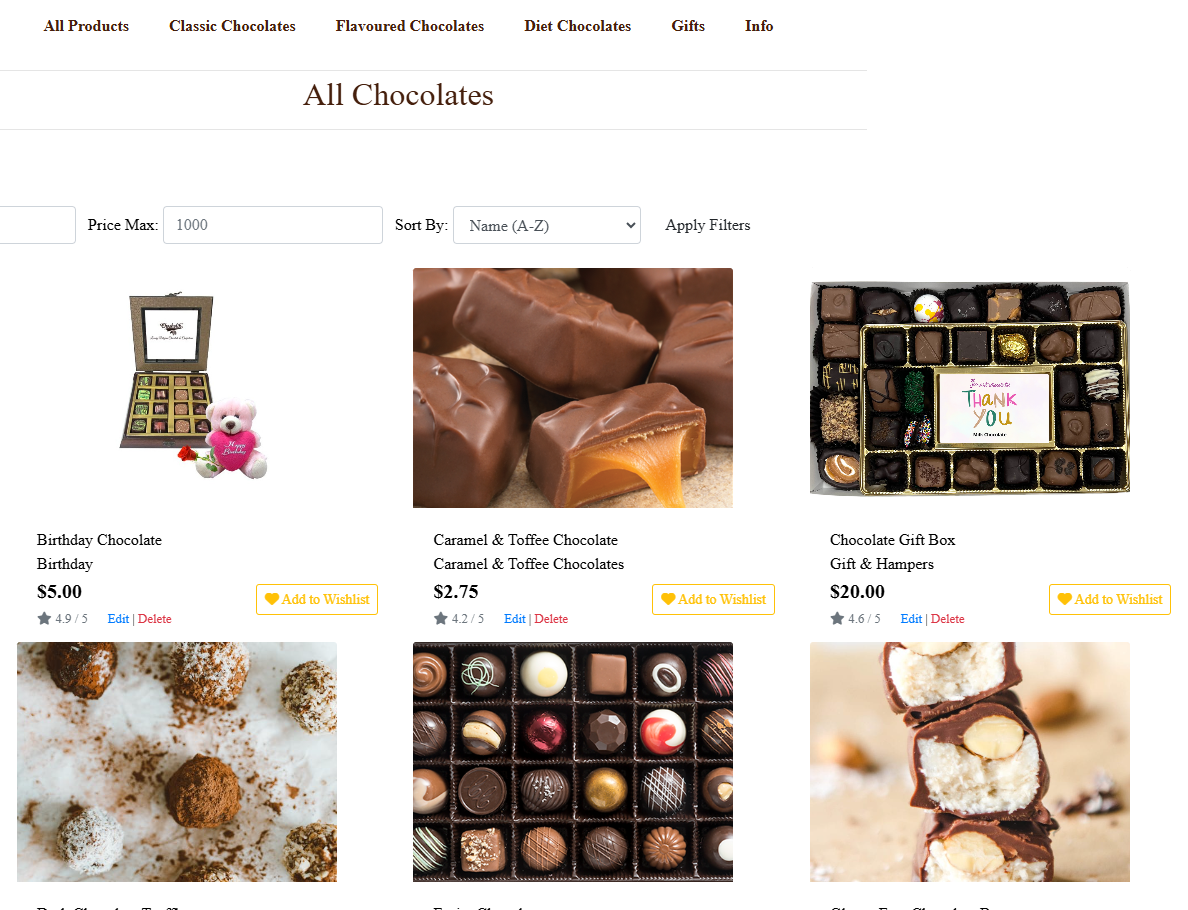 All Products Classic Chocolates Flavoured Chocolates Diet Chocolates Gifts Info
All Chocolates
Price Max: 1000 Sort By: Name (A-Z) Apply Filters
Happy
Birthday
THANK
YOU
Milk Chocolate
Birthday Chocolate
Birthday
$5.00
Add to Wishlist
4.9 / 5 Edit | Delete
Caramel & Toffee Chocolate
Caramel & Toffee Chocolates
$2.75
Add to Wishlist
4.2 / 5 Edit | Delete
Chocolate Gift Box
Gift & Hampers
$20.00
Add to Wishlist
4.6 / 5 Edit | Delete